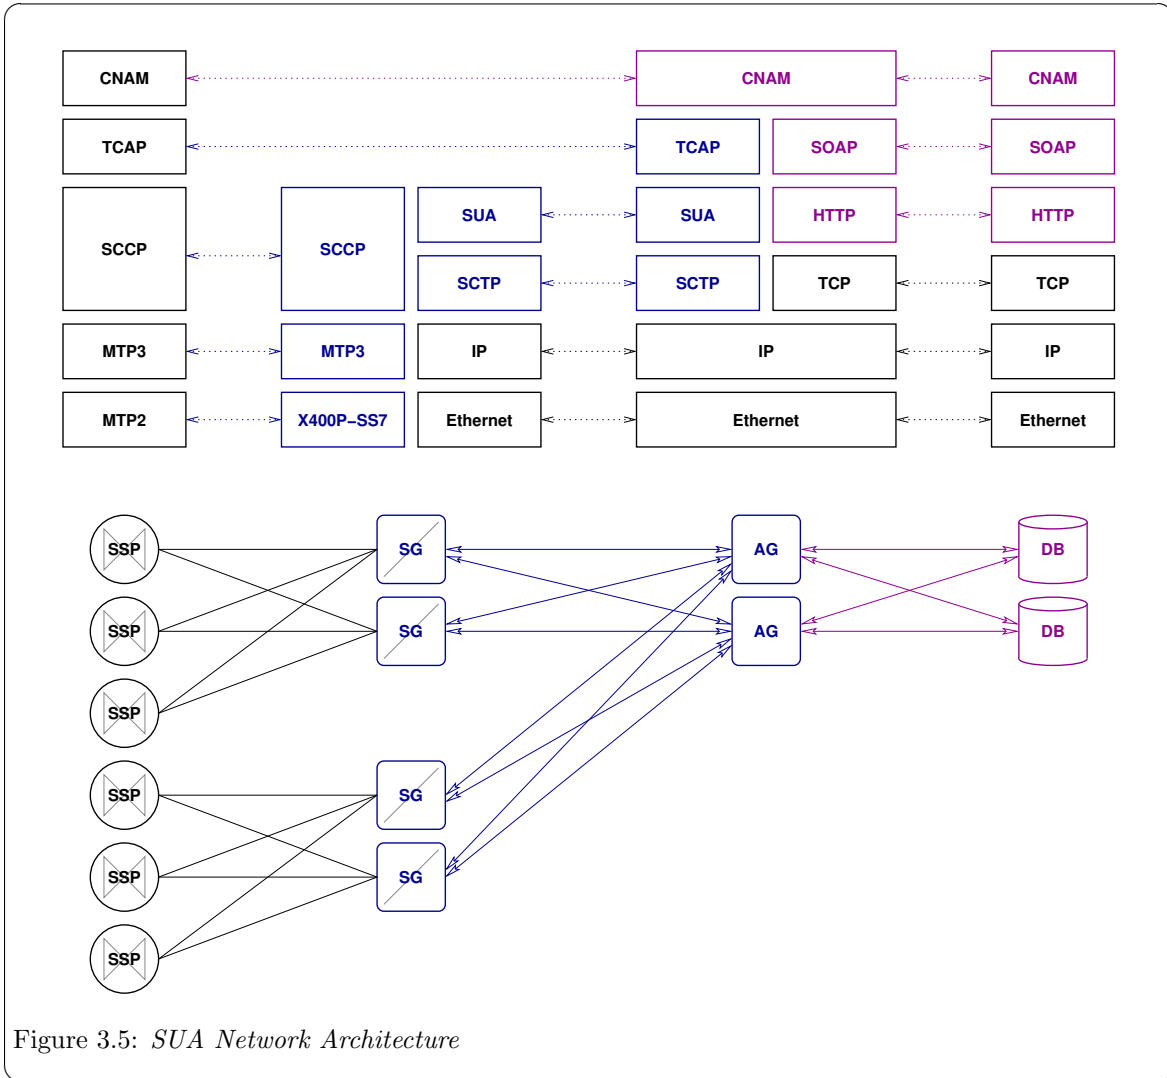 CNAM CNAM CNAM
TCAP TCAP SOAP SOAP
SUA SUA HTTP HTTP
SCCP SCCP
SCTP SCTP TCP TCP
MTP3 MTP3 IP IP IP
MTP2 X400P−SS7 Ethernet Ethernet Ethernet
SSP SG AG DB
SSP SG AG DB
SSP
SSP SG
SSP SG
SSP
Figure 3.5: SUA Network Architecture